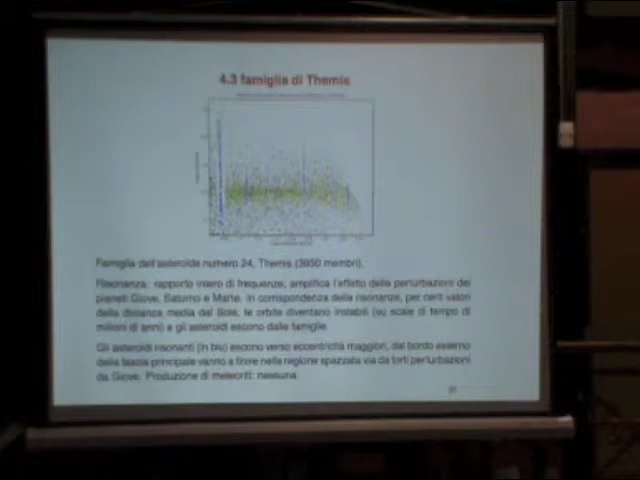 4.3 famiglia di Themis
Famiglia dell'asteroide numero 24, Themis (3650 membri).
Risonanza: rapporto intero di frequenze, amplifica l'effetto delle perturbazioni dei
pianeti Giove, Saturno e Marte. In corrispondenza delle risonanze, per certi valori
della distanza media dal Sole, le orbite diventano instabili (su scale di tempo di
milioni di anni) e gli asteroidi escono dalle famiglie.
Gli asteroidi risonanti (in blu) escono verso eccentricità maggiori, dal bordo esterno
della fascia principale vanno a finire nella regione spazzata via da forti perturbazioni
da Giove. Produzione di meteoriti: nessuna.